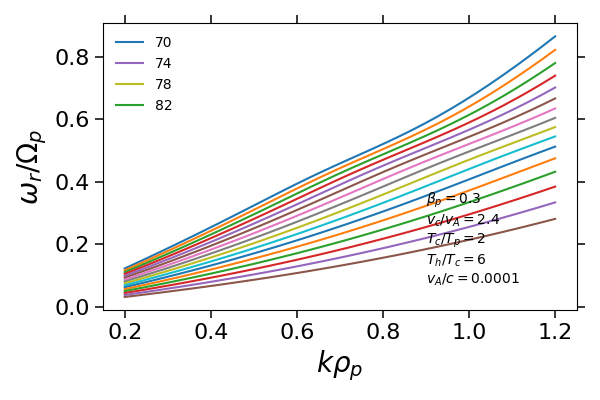 70
74
78
82
0.8
0.6
0.4
0.2
0.0
ω_r/Ω_p
β_p = 0.3
v_c/v_A = 2.4
T_c/T_p = 2
T_h/T_c = 6
v_A/c = 0.0001
0.2 0.4 0.6 0.8 1.0 1.2
kρ_p